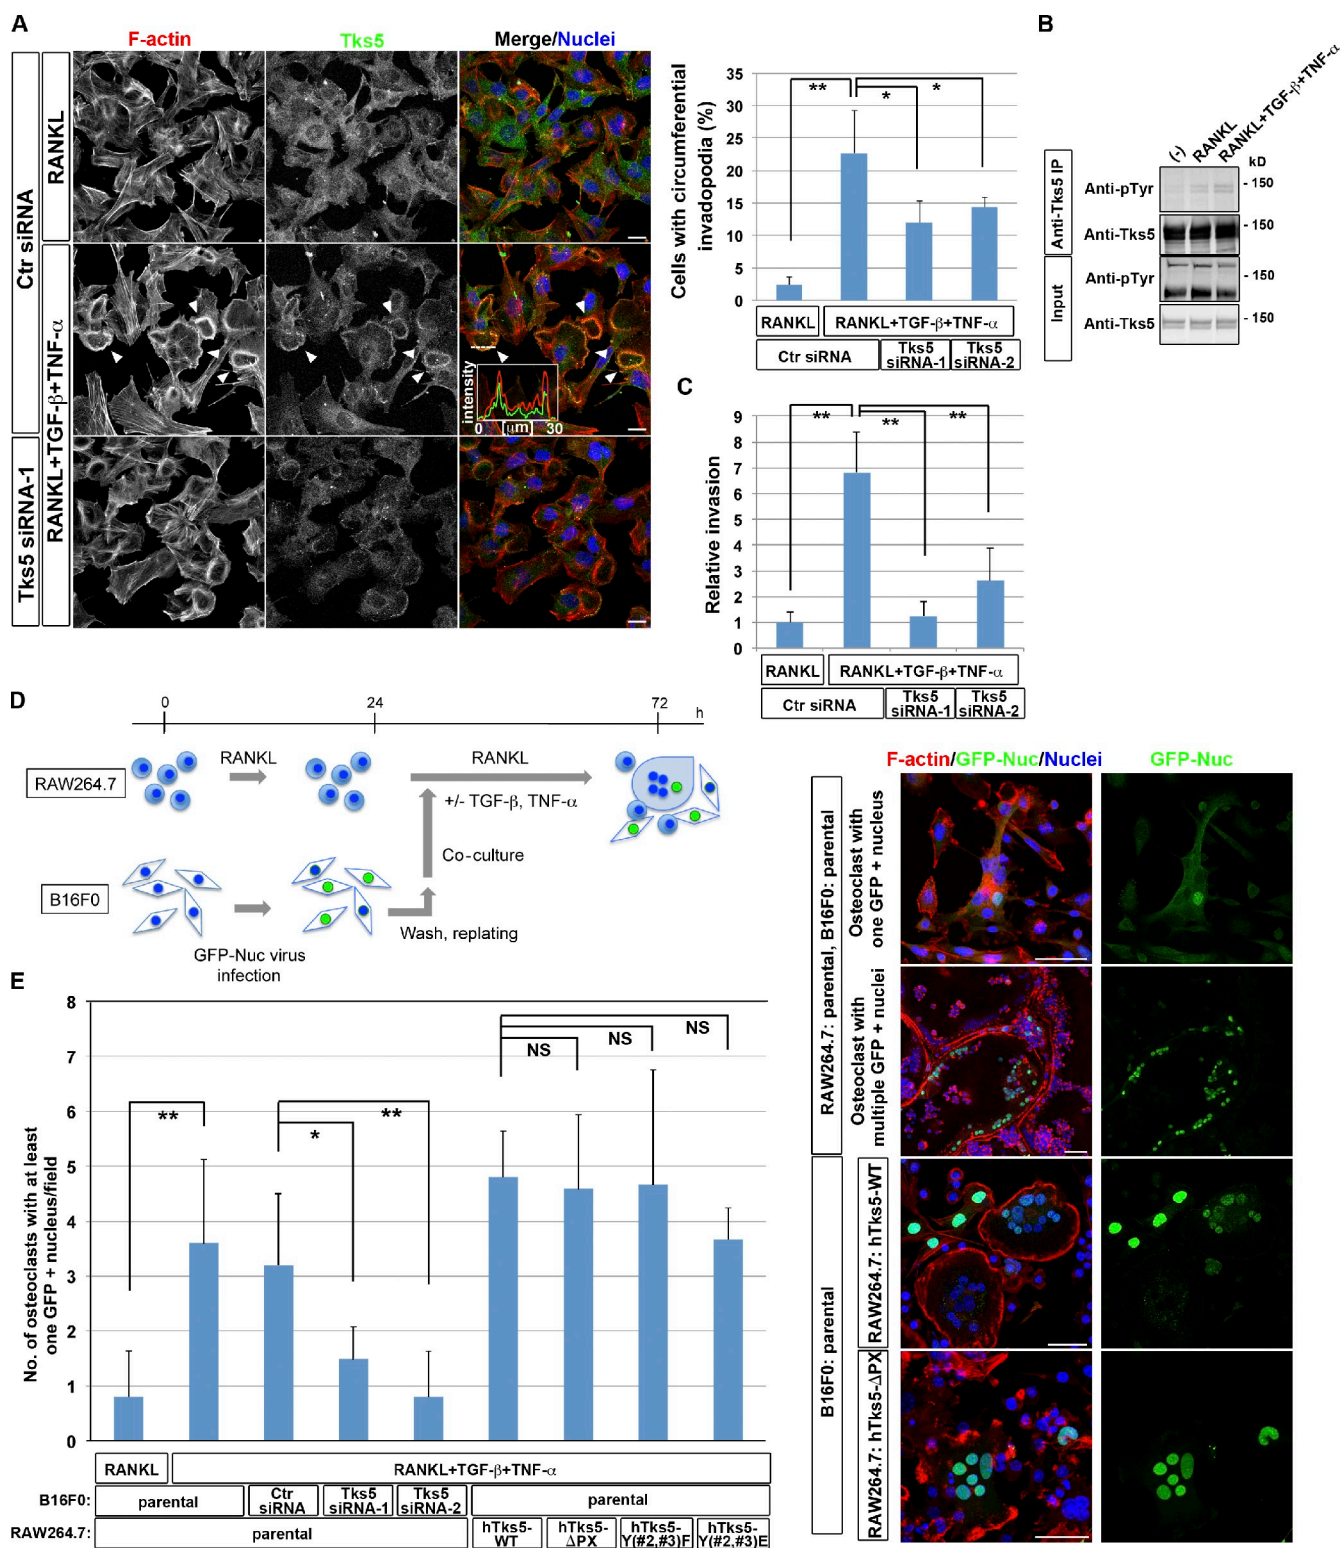 A
F-actin
Tks5
Merge/Nuclei
Ctr siRNA
RANKL
RANKL+TGF-β+TNF-α
Tks5 siRNA-1
intensity
0 [μm] 30
Cells with circumferential
invadopodia (%)
35
30
25
20
15
10
5
0
**
*
*
RANKL
RANKL+TGF-β+TNF-α
Ctr siRNA
Tks5
siRNA-1
Tks5
siRNA-2
B
(-)
RANKL
RANKL+TGF-β+TNF-α
kD
Anti-Tks5 IP
Anti-pTyr
- 150
Anti-Tks5
- 150
Input
Anti-pTyr
- 150
Anti-Tks5
- 150
C
Relative invasion
9
8
7
6
5
4
3
2
1
0
**
**
**
RANKL
RANKL+TGF-β+TNF-α
Ctr siRNA
Tks5
siRNA-1
Tks5
siRNA-2
D
0
24
72
h
RAW264.7
RANKL
RANKL
+/- TGF-β, TNF-α
Co-culture
B16F0
Wash, replating
GFP-Nuc virus
infection
E
No. of osteoclasts with at least
one GFP + nucleus/field
8
7
6
5
4
3
2
1
0
**
*
**
NS
NS
NS
RANKL
RANKL+TGF-β+TNF-α
B16F0:
parental
Ctr
siRNA
Tks5
siRNA-1
Tks5
siRNA-2
parental
RAW264.7:
parental
hTks5-
WT
hTks5-
ΔPX
hTks5-
Y(#2,#3)F
hTks5-
Y(#2,#3)E
F-actin/GFP-Nuc/Nuclei
GFP-Nuc
RAW264.7: parental, B16F0: parental
Osteoclast with
one GFP + nucleus
Osteoclast with
multiple GFP + nuclei
B16F0: parental
RAW264.7: hTks5-WT
RAW264.7: hTks5-ΔPX